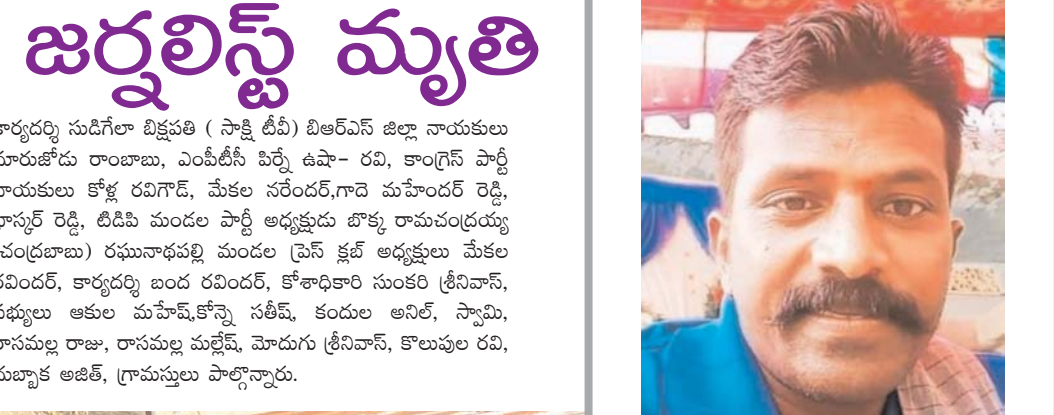 జర్నలిస్ట్ మృతి
కార్యదర్శి సుడిగేలా బిక్షపతి ( సాక్షి టీవీ) బిఆర్ఎస్ జిల్లా నాయకులు
మారుజోడు రాంబాబు, ఎంపీటీసీ పిర్నే ఉషా- రవి, కాంగ్రెస్ పార్టీ
నాయకులు కోళ్ల రవిగౌడ్, మేకల నరేందర్,గాదె మహేందర్ రెడ్డి,
భాస్కర్ రెడ్డి, టిడిపి మండల పార్టీ అధ్యక్షుడు బొక్క రామచంద్రయ్య
(చంద్రబాబు) రఘునాథపల్లి మండల ప్రెస్ క్లబ్ అధ్యక్షులు మేకల
రవిందర్, కార్యదర్శి బంద రవిందర్, కోశాధికారి సుంకరి శ్రీనివాస్,
సభ్యులు ఆకుల మహేష్,కోన్నె సతీష్, కందుల అనిల్, స్వామి,
రాసమల్ల రాజు, రాసమల్ల మల్లేష్, మోదుగు శ్రీనివాస్, కొలుపుల రవి,
దుబ్బాక అజిత్, గ్రామస్తులు పాల్గొన్నారు.